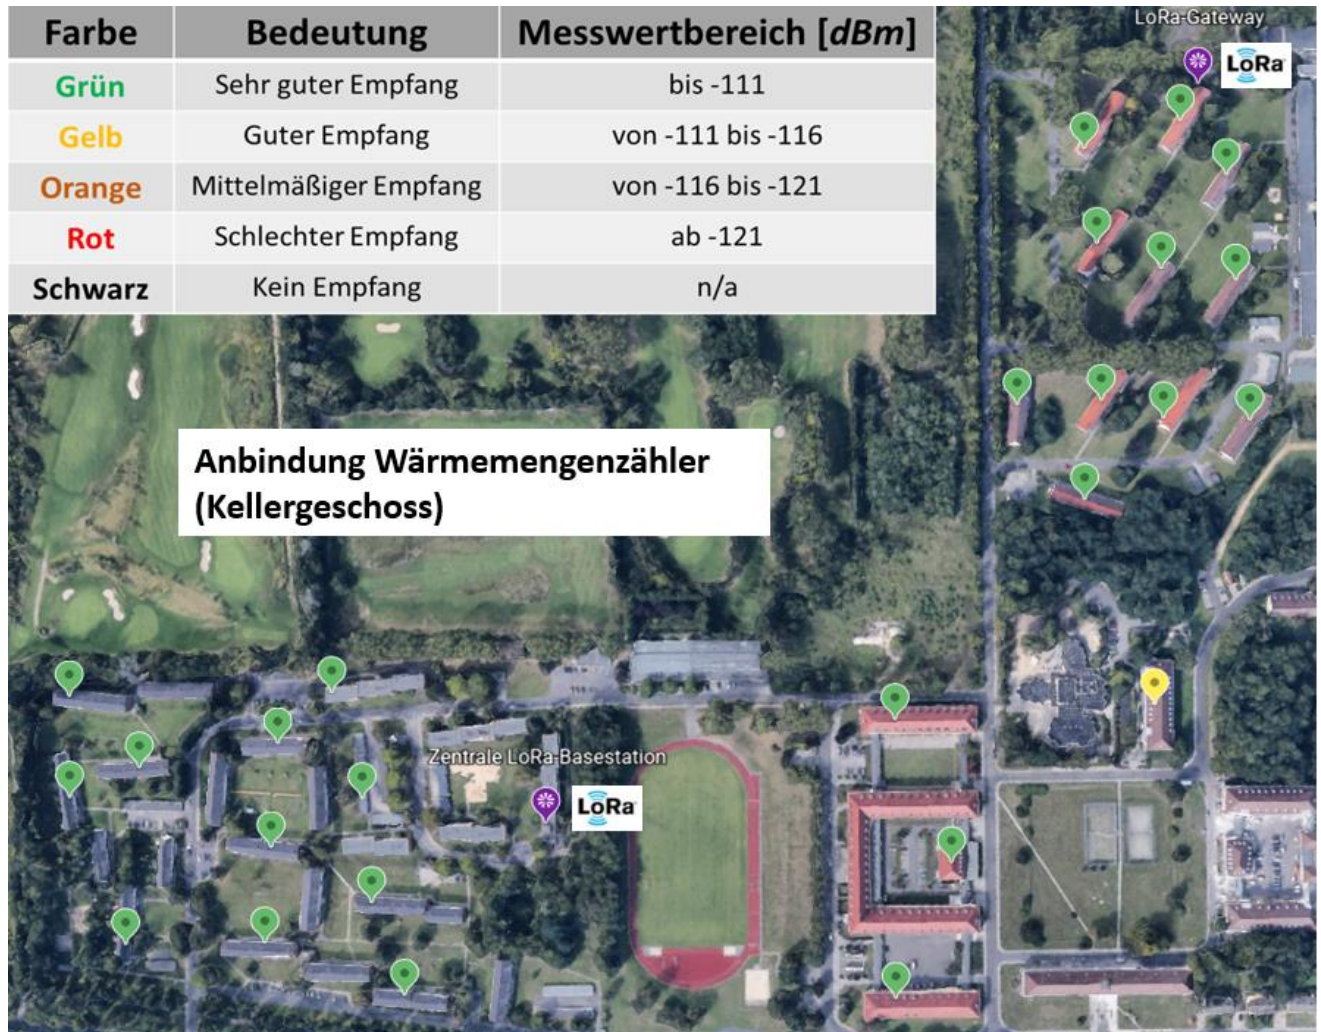 Farbe Bedeutung Messwertbereich [dBm]
Grün Sehr guter Empfang bis -111
Gelb Guter Empfang von -111 bis -116
Orange Mittelmäßiger Empfang von -116 bis -121
Rot Schlechter Empfang ab -121
Schwarz Kein Empfang n/a
LoRa-Gateway
LoRa
Anbindung Wärmemengenzähler
(Kellergeschoss)
Zentrale LoRa-Basestation
LoRa